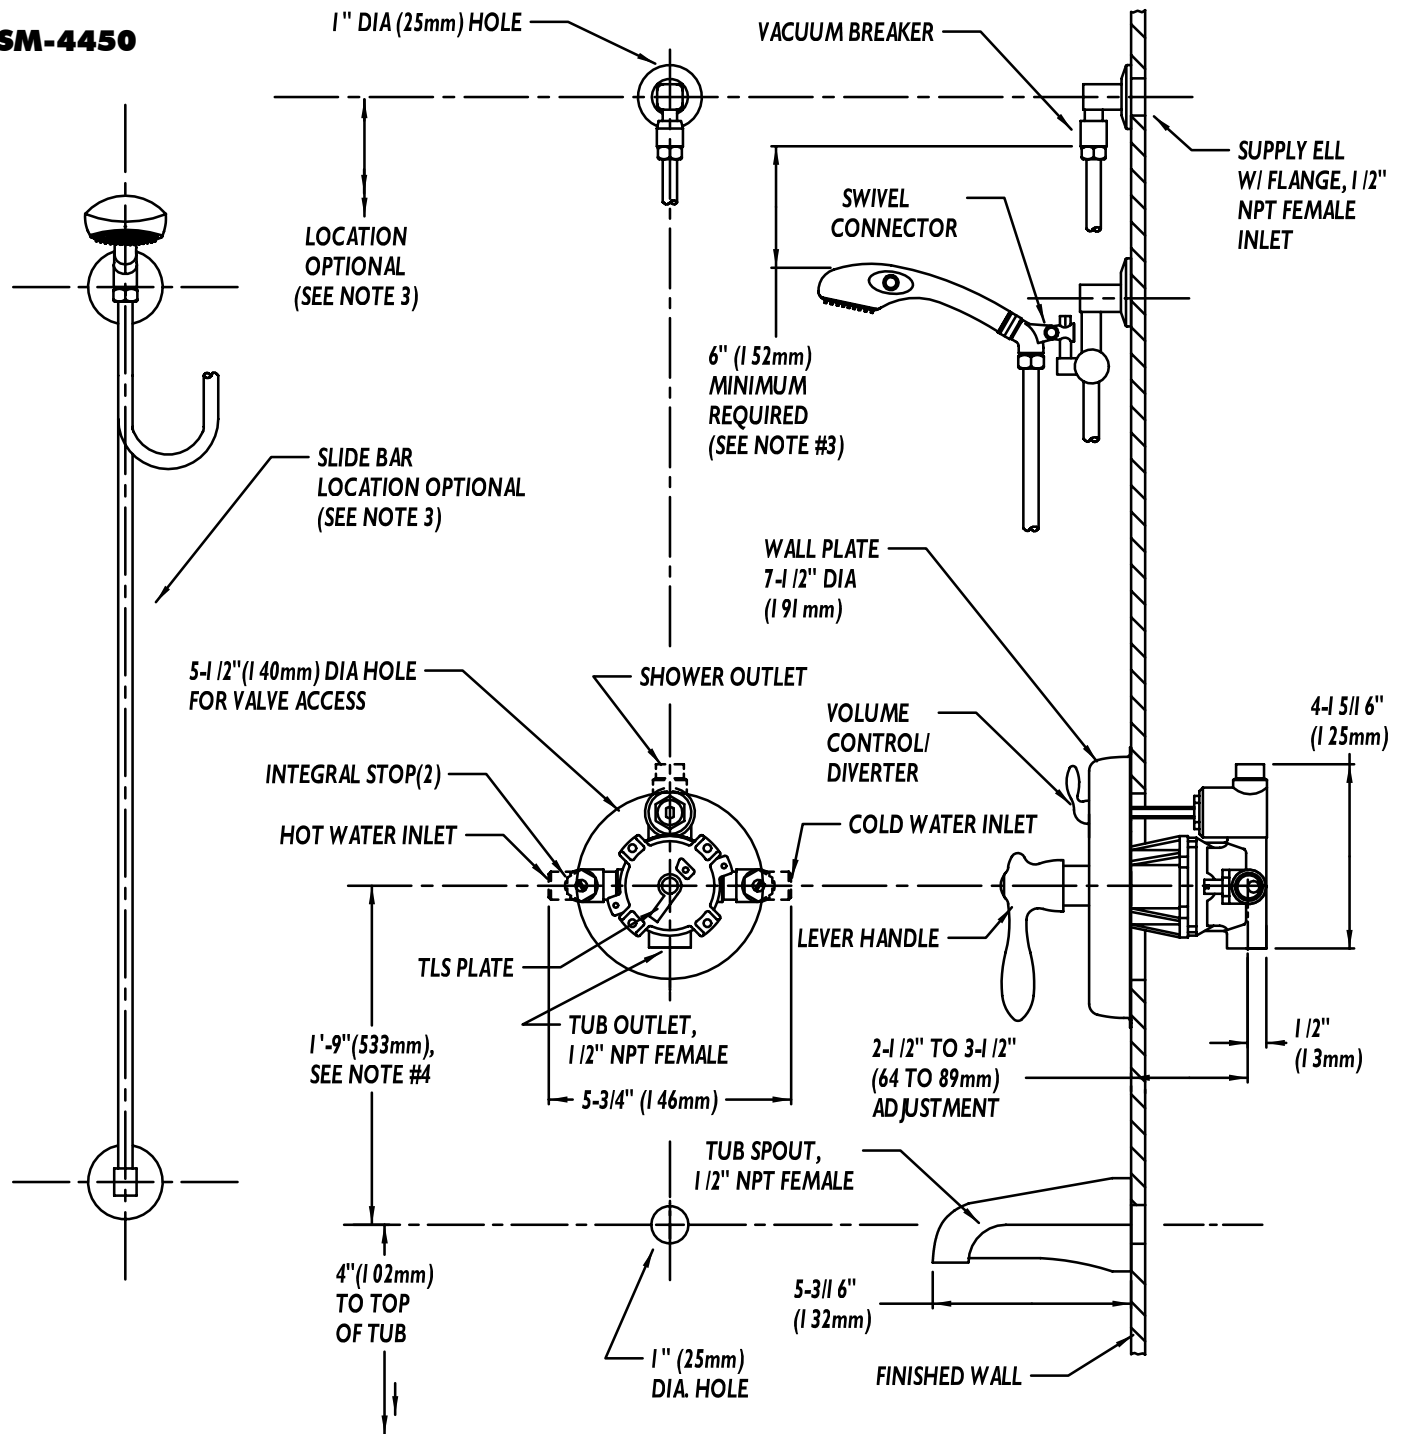 SM-4450
1" DIA (25mm) HOLE
VACUUM BREAKER
SUPPLY ELL
W/ FLANGE, 1/2"
NPT FEMALE
INLET
SWIVEL
CONNECTOR
LOCATION
OPTIONAL
(SEE NOTE 3)
6" (152mm)
MINIMUM
REQUIRED
(SEE NOTE #3)
SLIDE BAR
LOCATION OPTIONAL
(SEE NOTE 3)
WALL PLATE
7-1/2" DIA
(191mm)
5-1/2"(140mm) DIA HOLE
FOR VALVE ACCESS
SHOWER OUTLET
VOLUME
CONTROL/
DIVERTER
4-15/16"
(125mm)
INTEGRAL STOP(2)
HOT WATER INLET
COLD WATER INLET
LEVER HANDLE
TLS PLATE
TUB OUTLET,
1/2" NPT FEMALE
1'-9"(533mm),
SEE NOTE #4
2-1/2" TO 3-1/2"
(64 TO 89mm)
ADJUSTMENT
1/2"
(13mm)
5-3/4" (146mm)
TUB SPOUT,
1/2" NPT FEMALE
4"(102mm)
TO TOP
OF TUB
5-3/16"
(132mm)
1" (25mm)
DIA. HOLE
FINISHED WALL